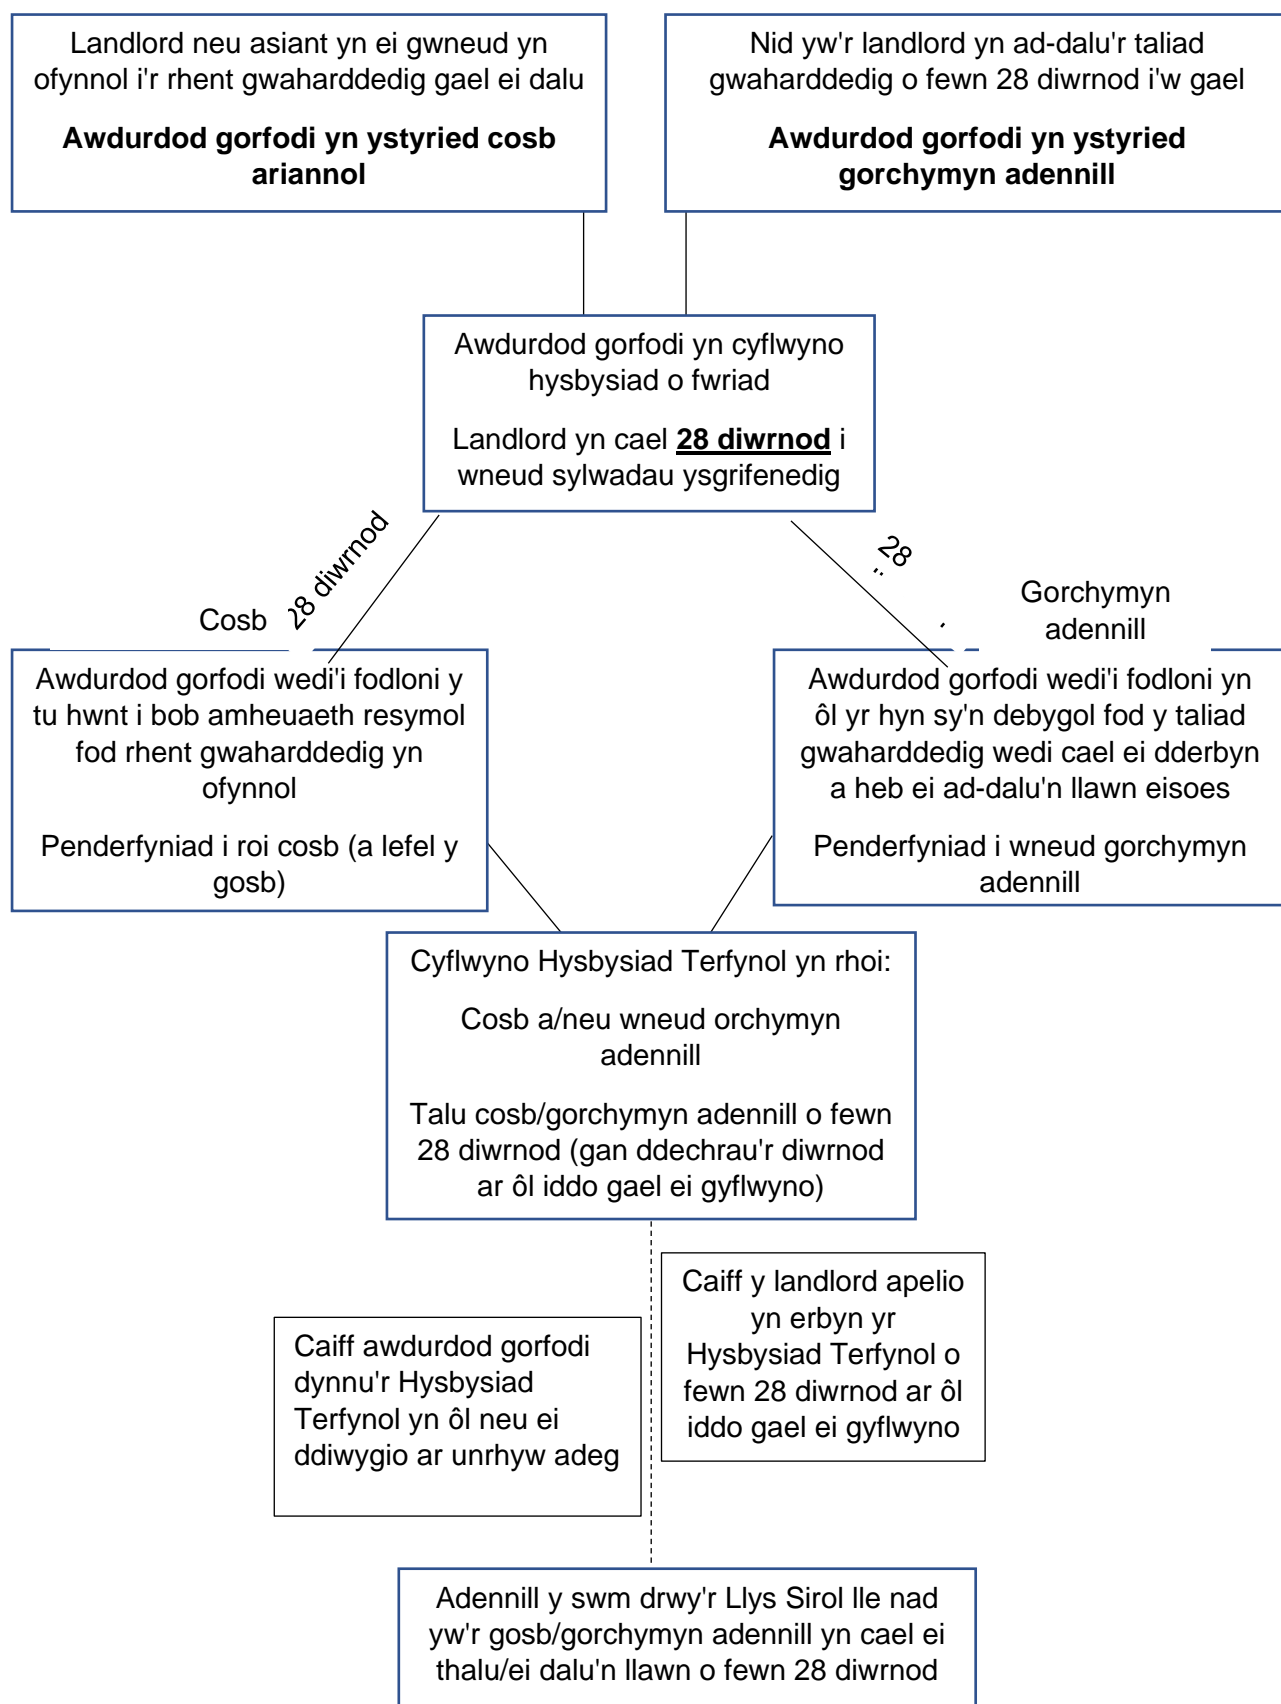 Landlord neu asiant yn ei gwneud yn
ofynnol i'r rhent gwaharddedig gael ei dalu
Awdurdod gorfodi yn ystyried cosb
ariannol
Nid yw'r landlord yn ad-dalu'r taliad
gwaharddedig o fewn 28 diwrnod i'w gael
Awdurdod gorfodi yn ystyried
gorchymyn adennill
Awdurdod gorfodi yn cyflwyno
hysbysiad o fwriad
Landlord yn cael 28 diwrnod i
wneud sylwadau ysgrifenedig
28 diwrnod
28
Cosb
Gorchymyn
adennill
Awdurdod gorfodi wedi'i fodloni y
tu hwnt i bob amheuaeth resymol
fod rhent gwaharddedig yn
ofynnol
Penderfyniad i roi cosb (a lefel y
gosb)
Awdurdod gorfodi wedi'i fodloni yn
ôl yr hyn sy'n debygol fod y taliad
gwaharddedig wedi cael ei dderbyn
a heb ei ad-dalu'n llawn eisoes
Penderfyniad i wneud gorchymyn
adennill
Cyflwyno Hysbysiad Terfynol yn rhoi:
Cosb a/neu wneud orchymyn
adennill
Talu cosb/gorchymyn adennill o fewn
28 diwrnod (gan ddechrau'r diwrnod
ar ôl iddo gael ei gyflwyno)
Caiff y landlord apelio
yn erbyn yr
Hysbysiad Terfynol o
fewn 28 diwrnod ar ôl
iddo gael ei gyflwyno
Caiff awdurdod gorfodi
dynnu'r Hysbysiad
Terfynol yn ôl neu ei
ddiwygio ar unrhyw adeg
Adennill y swm drwy'r Llys Sirol lle nad
yw'r gosb/gorchymyn adennill yn cael ei
thalu/ei dalu'n llawn o fewn 28 diwrnod